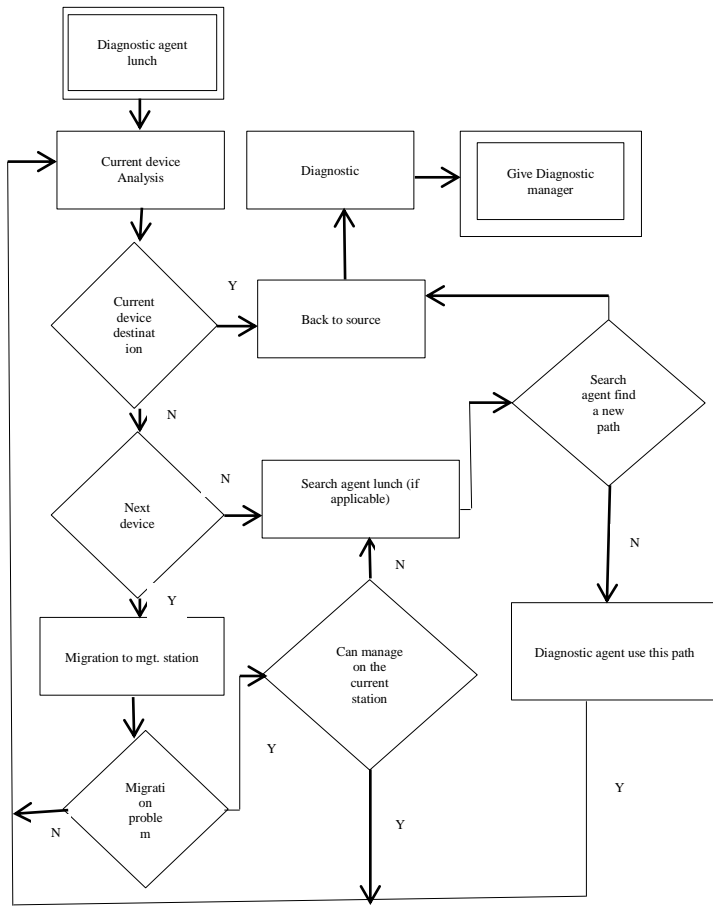 Diagnostic agent
lunch
Current device
Analysis
Diagnostic
Give Diagnostic
manager
Current
device
destinat
ion
Y
Back to source
Search
agent find
a new
path
N
Next
device
N
Search agent lunch (if
applicable)
N
Y
N
Migration to mgt. station
Can manage
on the
current
station
Diagnostic agent use this path
Migrati
on
proble
m
Y
N
Y
Y